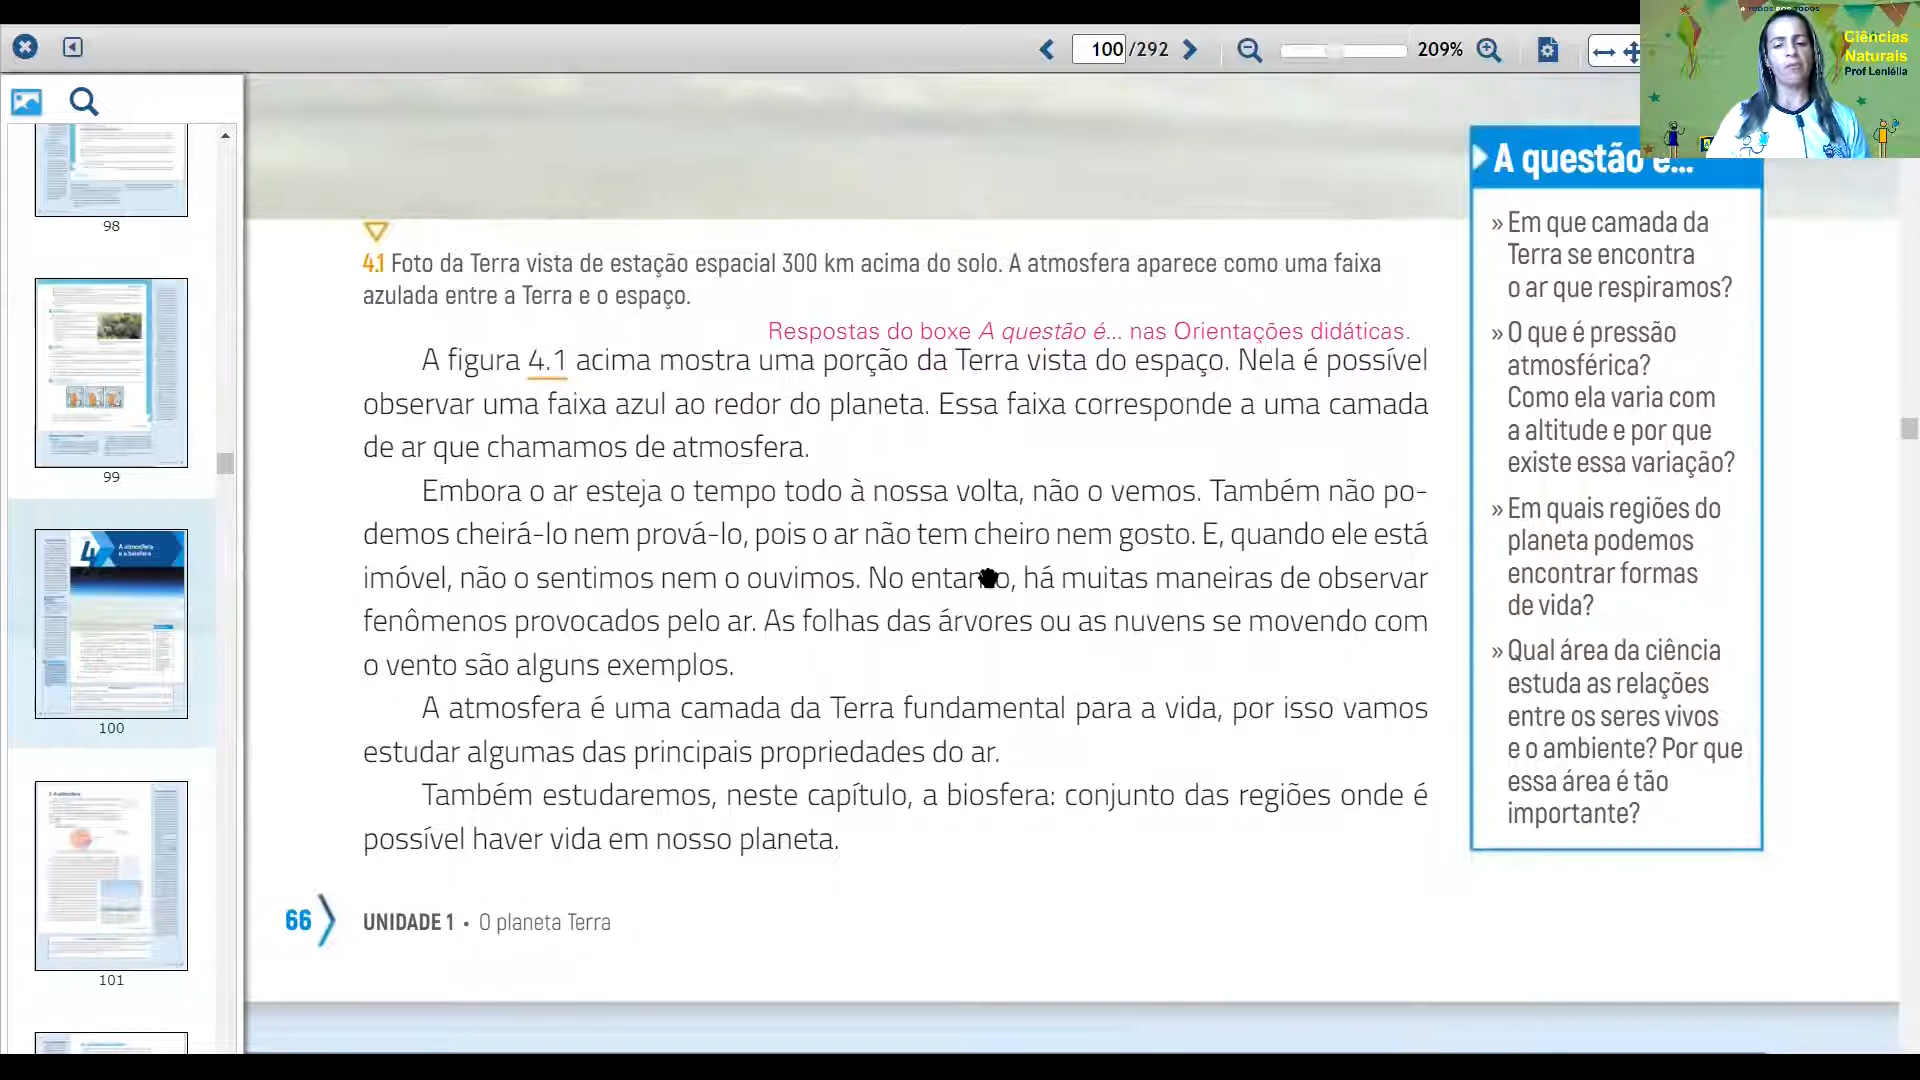 100 /292
209%
TODOS POR TODOS
Ciências
Naturais
Prof Leniélia
98
99
4
A atmosfera
e a biosfera
100
101
4.1 Foto da Terra vista de estação espacial 300 km acima do solo. A atmosfera aparece como uma faixa
azulada entre a Terra e o espaço.
Respostas do boxe A questão é... nas Orientações didáticas.
A figura 4.1 acima mostra uma porção da Terra vista do espaço. Nela é possível
observar uma faixa azul ao redor do planeta. Essa faixa corresponde a uma camada
de ar que chamamos de atmosfera.
Embora o ar esteja o tempo todo à nossa volta, não o vemos. Também não po-
demos cheirá-lo nem prová-lo, pois o ar não tem cheiro nem gosto. E, quando ele está
imóvel, não o sentimos nem o ouvimos. No entanto, há muitas maneiras de observar
fenômenos provocados pelo ar. As folhas das árvores ou as nuvens se movendo com
o vento são alguns exemplos.
A atmosfera é uma camada da Terra fundamental para a vida, por isso vamos
estudar algumas das principais propriedades do ar.
Também estudaremos, neste capítulo, a biosfera: conjunto das regiões onde é
possível haver vida em nosso planeta.
66
UNIDADE 1 • O planeta Terra
A questão é...
» Em que camada da
Terra se encontra
o ar que respiramos?
» O que é pressão
atmosférica?
Como ela varia com
a altitude e por que
existe essa variação?
» Em quais regiões do
planeta podemos
encontrar formas
de vida?
» Qual área da ciência
estuda as relações
entre os seres vivos
e o ambiente? Por que
essa área é tão
importante?